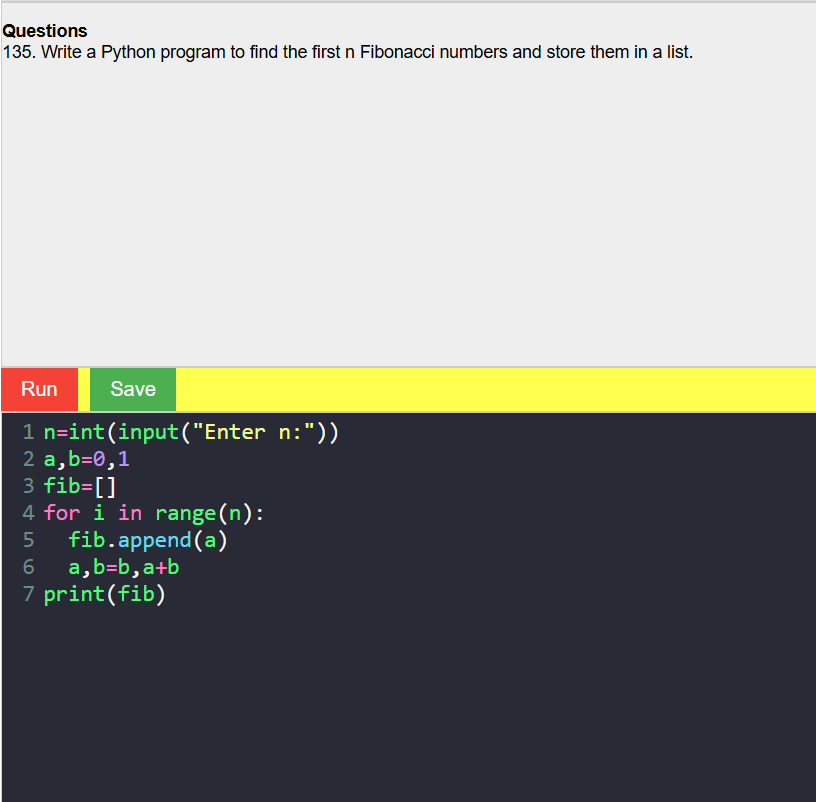 Questions
135. Write a Python program to find the first n Fibonacci numbers and store them in a list.
Run Save
1 n=int(input("Enter n:"))
2 a,b=0,1
3 fib=[]
4 for i in range(n):
5   fib.append(a)
6   a,b=b,a+b
7 print(fib)